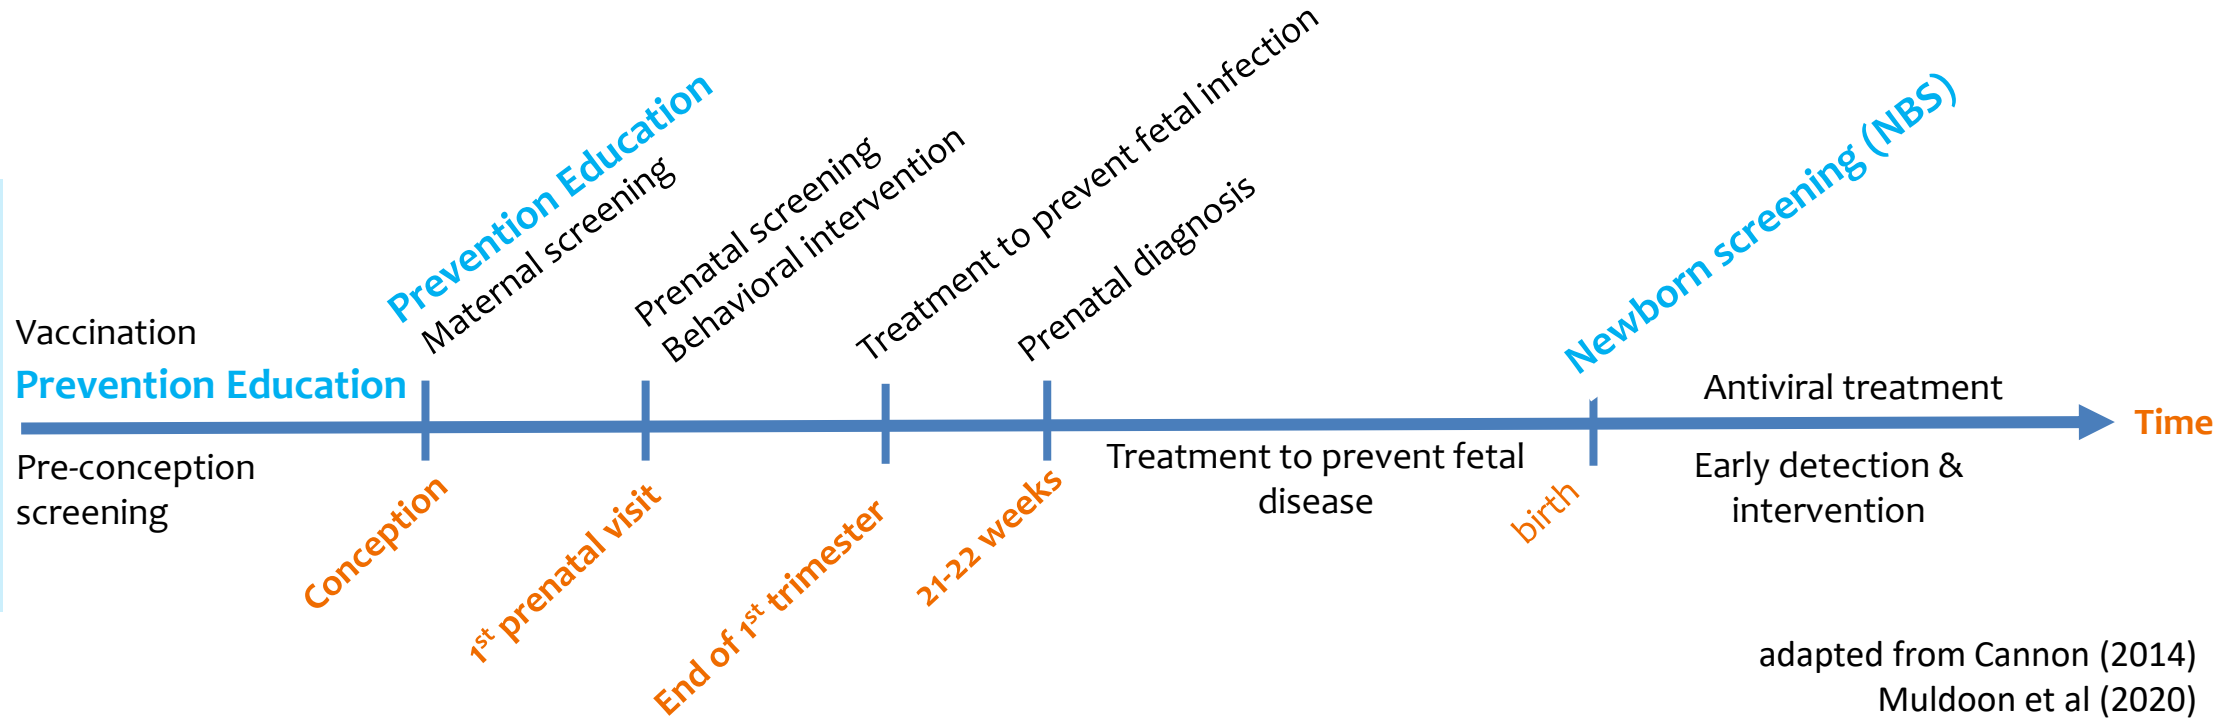 Vaccination
Prevention Education
Pre-conception
screening
Prevention Education
Maternal screening
Conception
Prenatal screening
Behavioral intervention
1st prenatal visit
Treatment to prevent fetal infection
End of 1st trimester
Prenatal diagnosis
21-22 weeks
Treatment to prevent fetal
disease
Newborn screening (NBS)
birth
Antiviral treatment
Early detection &
intervention
Time
adapted from Cannon (2014)
Muldoon et al (2020)